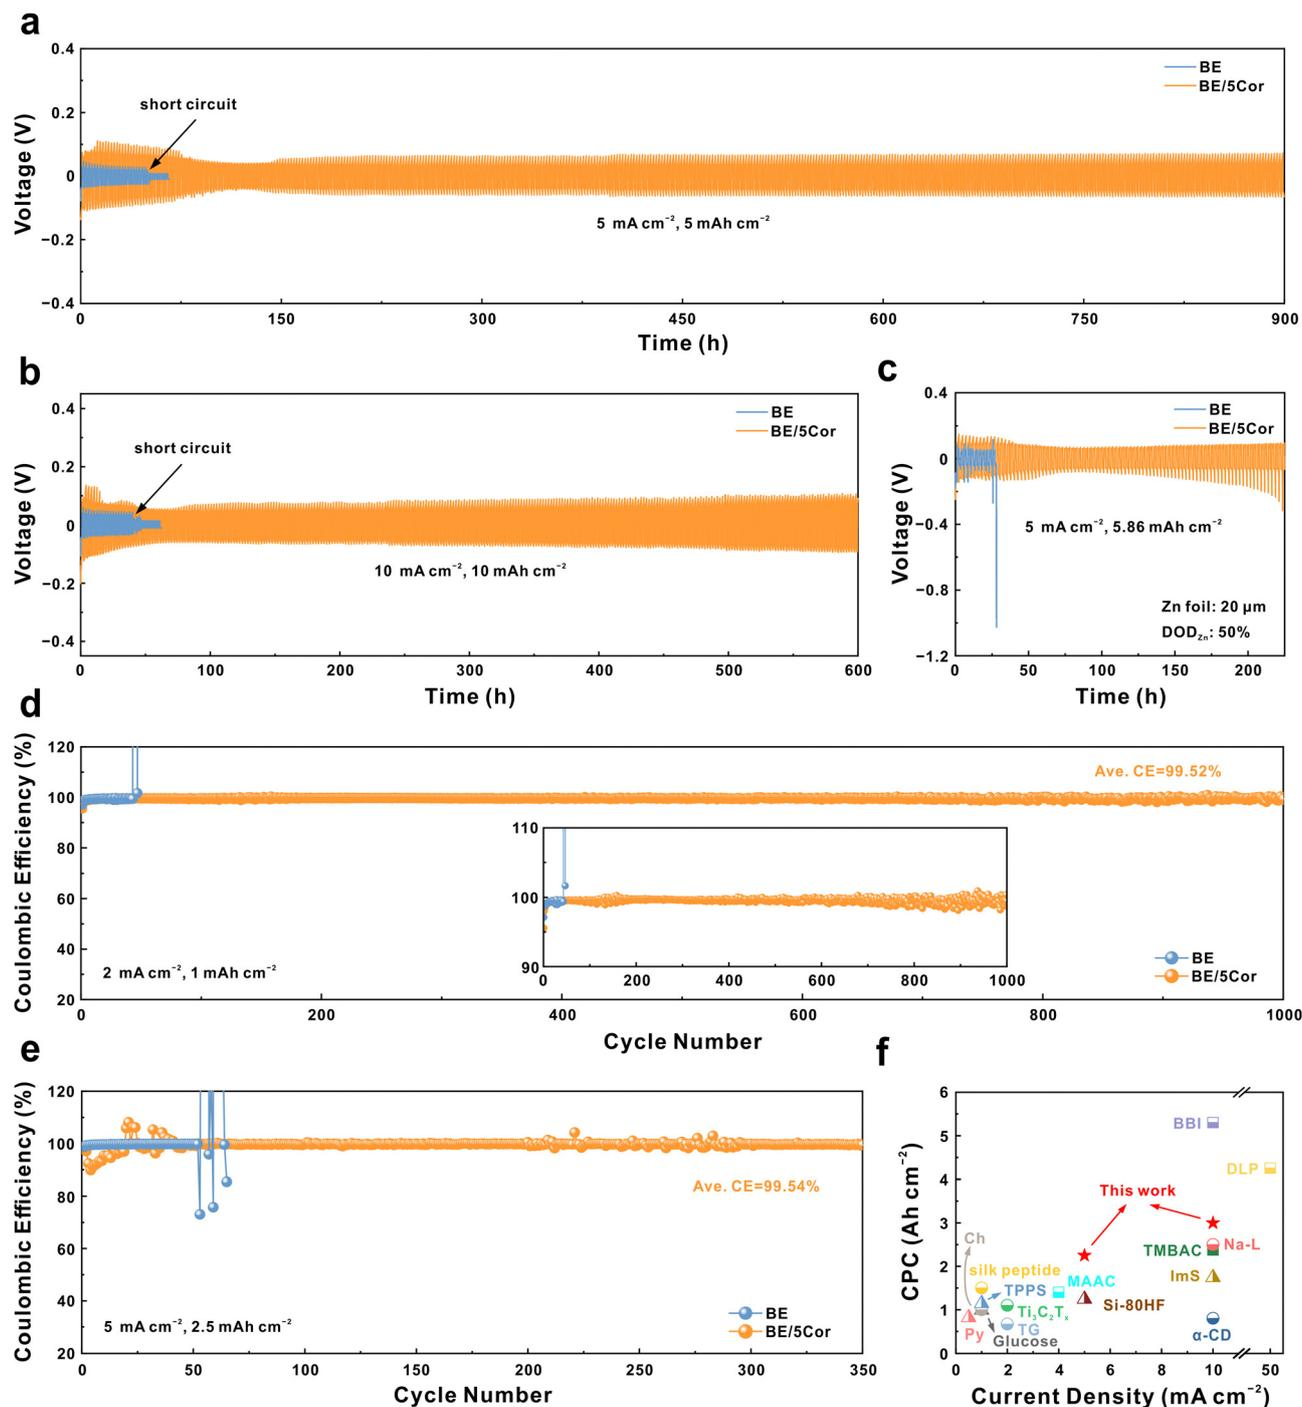 a
0.4
0.2
0
−0.2
−0.4
Voltage (V)
short circuit
BE
BE/5Cor
5 mA cm⁻², 5 mAh cm⁻²
0 150 300 450 600 750 900
Time (h)
b
0.4
0.2
0
−0.2
−0.4
Voltage (V)
short circuit
BE
BE/5Cor
10 mA cm⁻², 10 mAh cm⁻²
0 100 200 300 400 500 600
Time (h)
c
0.4
0
−0.4
−0.8
−1.2
Voltage (V)
BE
BE/5Cor
5 mA cm⁻², 5.86 mAh cm⁻²
Zn foil: 20 μm
DOD_Zn: 50%
0 50 100 150 200
Time (h)
d
120
100
80
60
40
20
Coulombic Efficiency (%)
Ave. CE=99.52%
110
100
90
0 200 400 600 800 1000
2 mA cm⁻², 1 mAh cm⁻²
BE
BE/5Cor
0 200 400 600 800 1000
Cycle Number
e
120
100
80
60
40
20
Coulombic Efficiency (%)
Ave. CE=99.54%
5 mA cm⁻², 2.5 mAh cm⁻²
BE
BE/5Cor
0 50 100 150 200 250 300 350
Cycle Number
f
6
5
4
3
2
1
0
CPC (Ah cm⁻²)
BBI
DLP
This work
Ch
Na-L
TMBAC
silk peptide
ImS
MAAC
TPPS
Si-80HF
Ti₃C₂Tₓ
Py
TG
α-CD
Glucose
0 2 4 6 8 10 50
Current Density (mA cm⁻²)